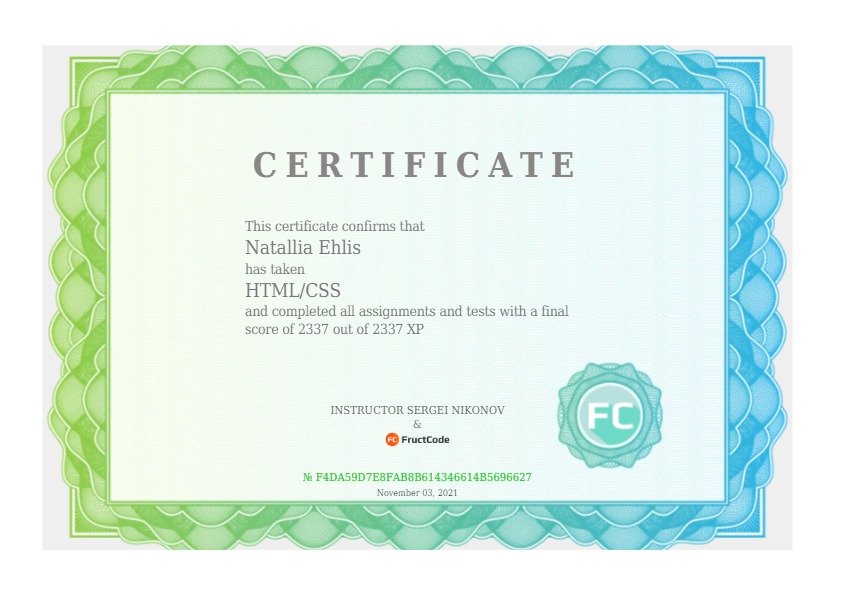 CERTIFICATE
This certificate confirms that
Natallia Ehlis
has taken
HTML/CSS
and completed all assignments and tests with a final
score of 2337 out of 2337 XP
FC
INSTRUCTOR SERGEI NIKONOV
&
FC FructCode
№ F4DA59D7E8FAB8B614346614B5696627
November 03, 2021